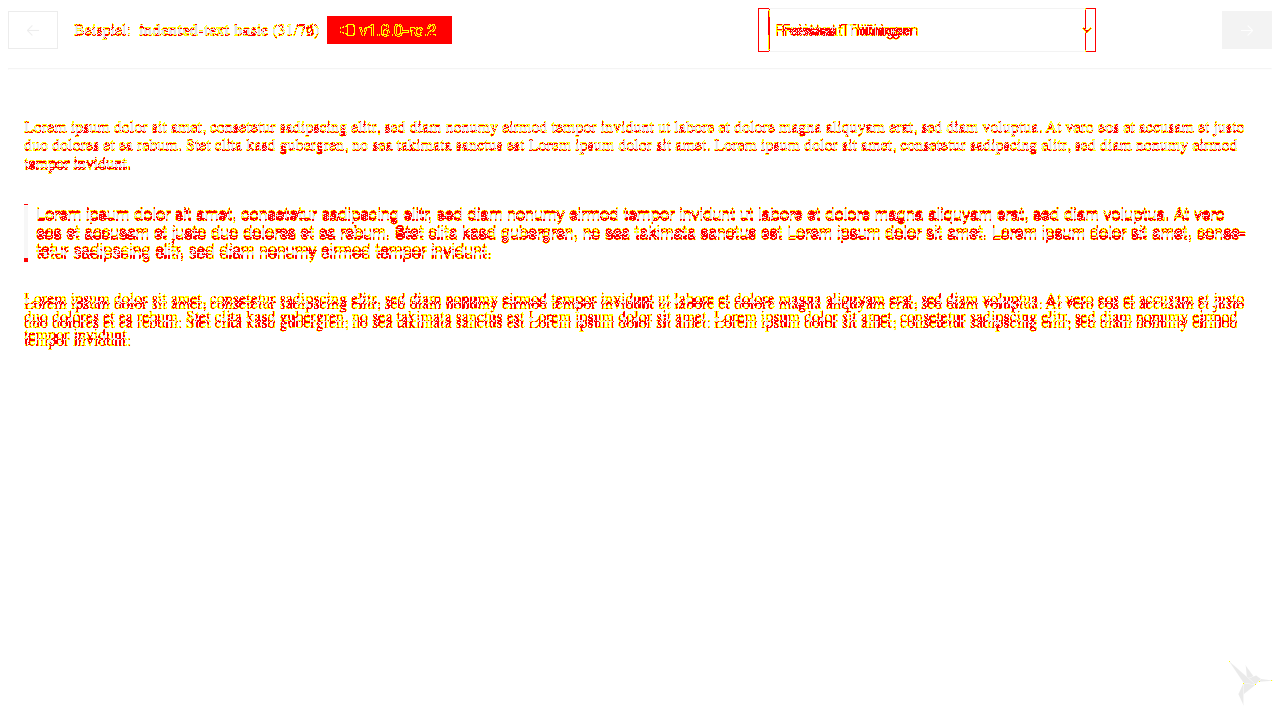 Beispiel: indented-text basic (31/76) v1.6.0-rc.2
Freistaat Thüringen
Lorem ipsum dolor sit amet, consetetur sadipscing elitr, sed diam nonumy eirmod tempor invidunt ut labore et dolore magna aliquyam erat, sed diam voluptua. At vero eos et accusam et justo
duo dolores et ea rebum. Stet clita kasd gubergren, no sea takimata sanctus est Lorem ipsum dolor sit amet. Lorem ipsum dolor sit amet, consetetur sadipscing elitr, sed diam nonumy eirmod
tempor invidunt.
Lorem ipsum dolor sit amet, consetetur sadipscing elitr, sed diam nonumy eirmod tempor invidunt ut labore et dolore magna aliquyam erat, sed diam voluptua. At vero
eos et accusam et justo duo dolores et ea rebum. Stet clita kasd gubergren, no sea takimata sanctus est Lorem ipsum dolor sit amet. Lorem ipsum dolor sit amet, conse-
tetur sadipscing elitr, sed diam nonumy eirmod tempor invidunt.
Lorem ipsum dolor sit amet, consetetur sadipscing elitr, sed diam nonumy eirmod tempor invidunt ut labore et dolore magna aliquyam erat, sed diam voluptua. At vero eos et accusam et justo
duo dolores et ea rebum. Stet clita kasd gubergren, no sea takimata sanctus est Lorem ipsum dolor sit amet. Lorem ipsum dolor sit amet, consetetur sadipscing elitr, sed diam nonumy eirmod
tempor invidunt.